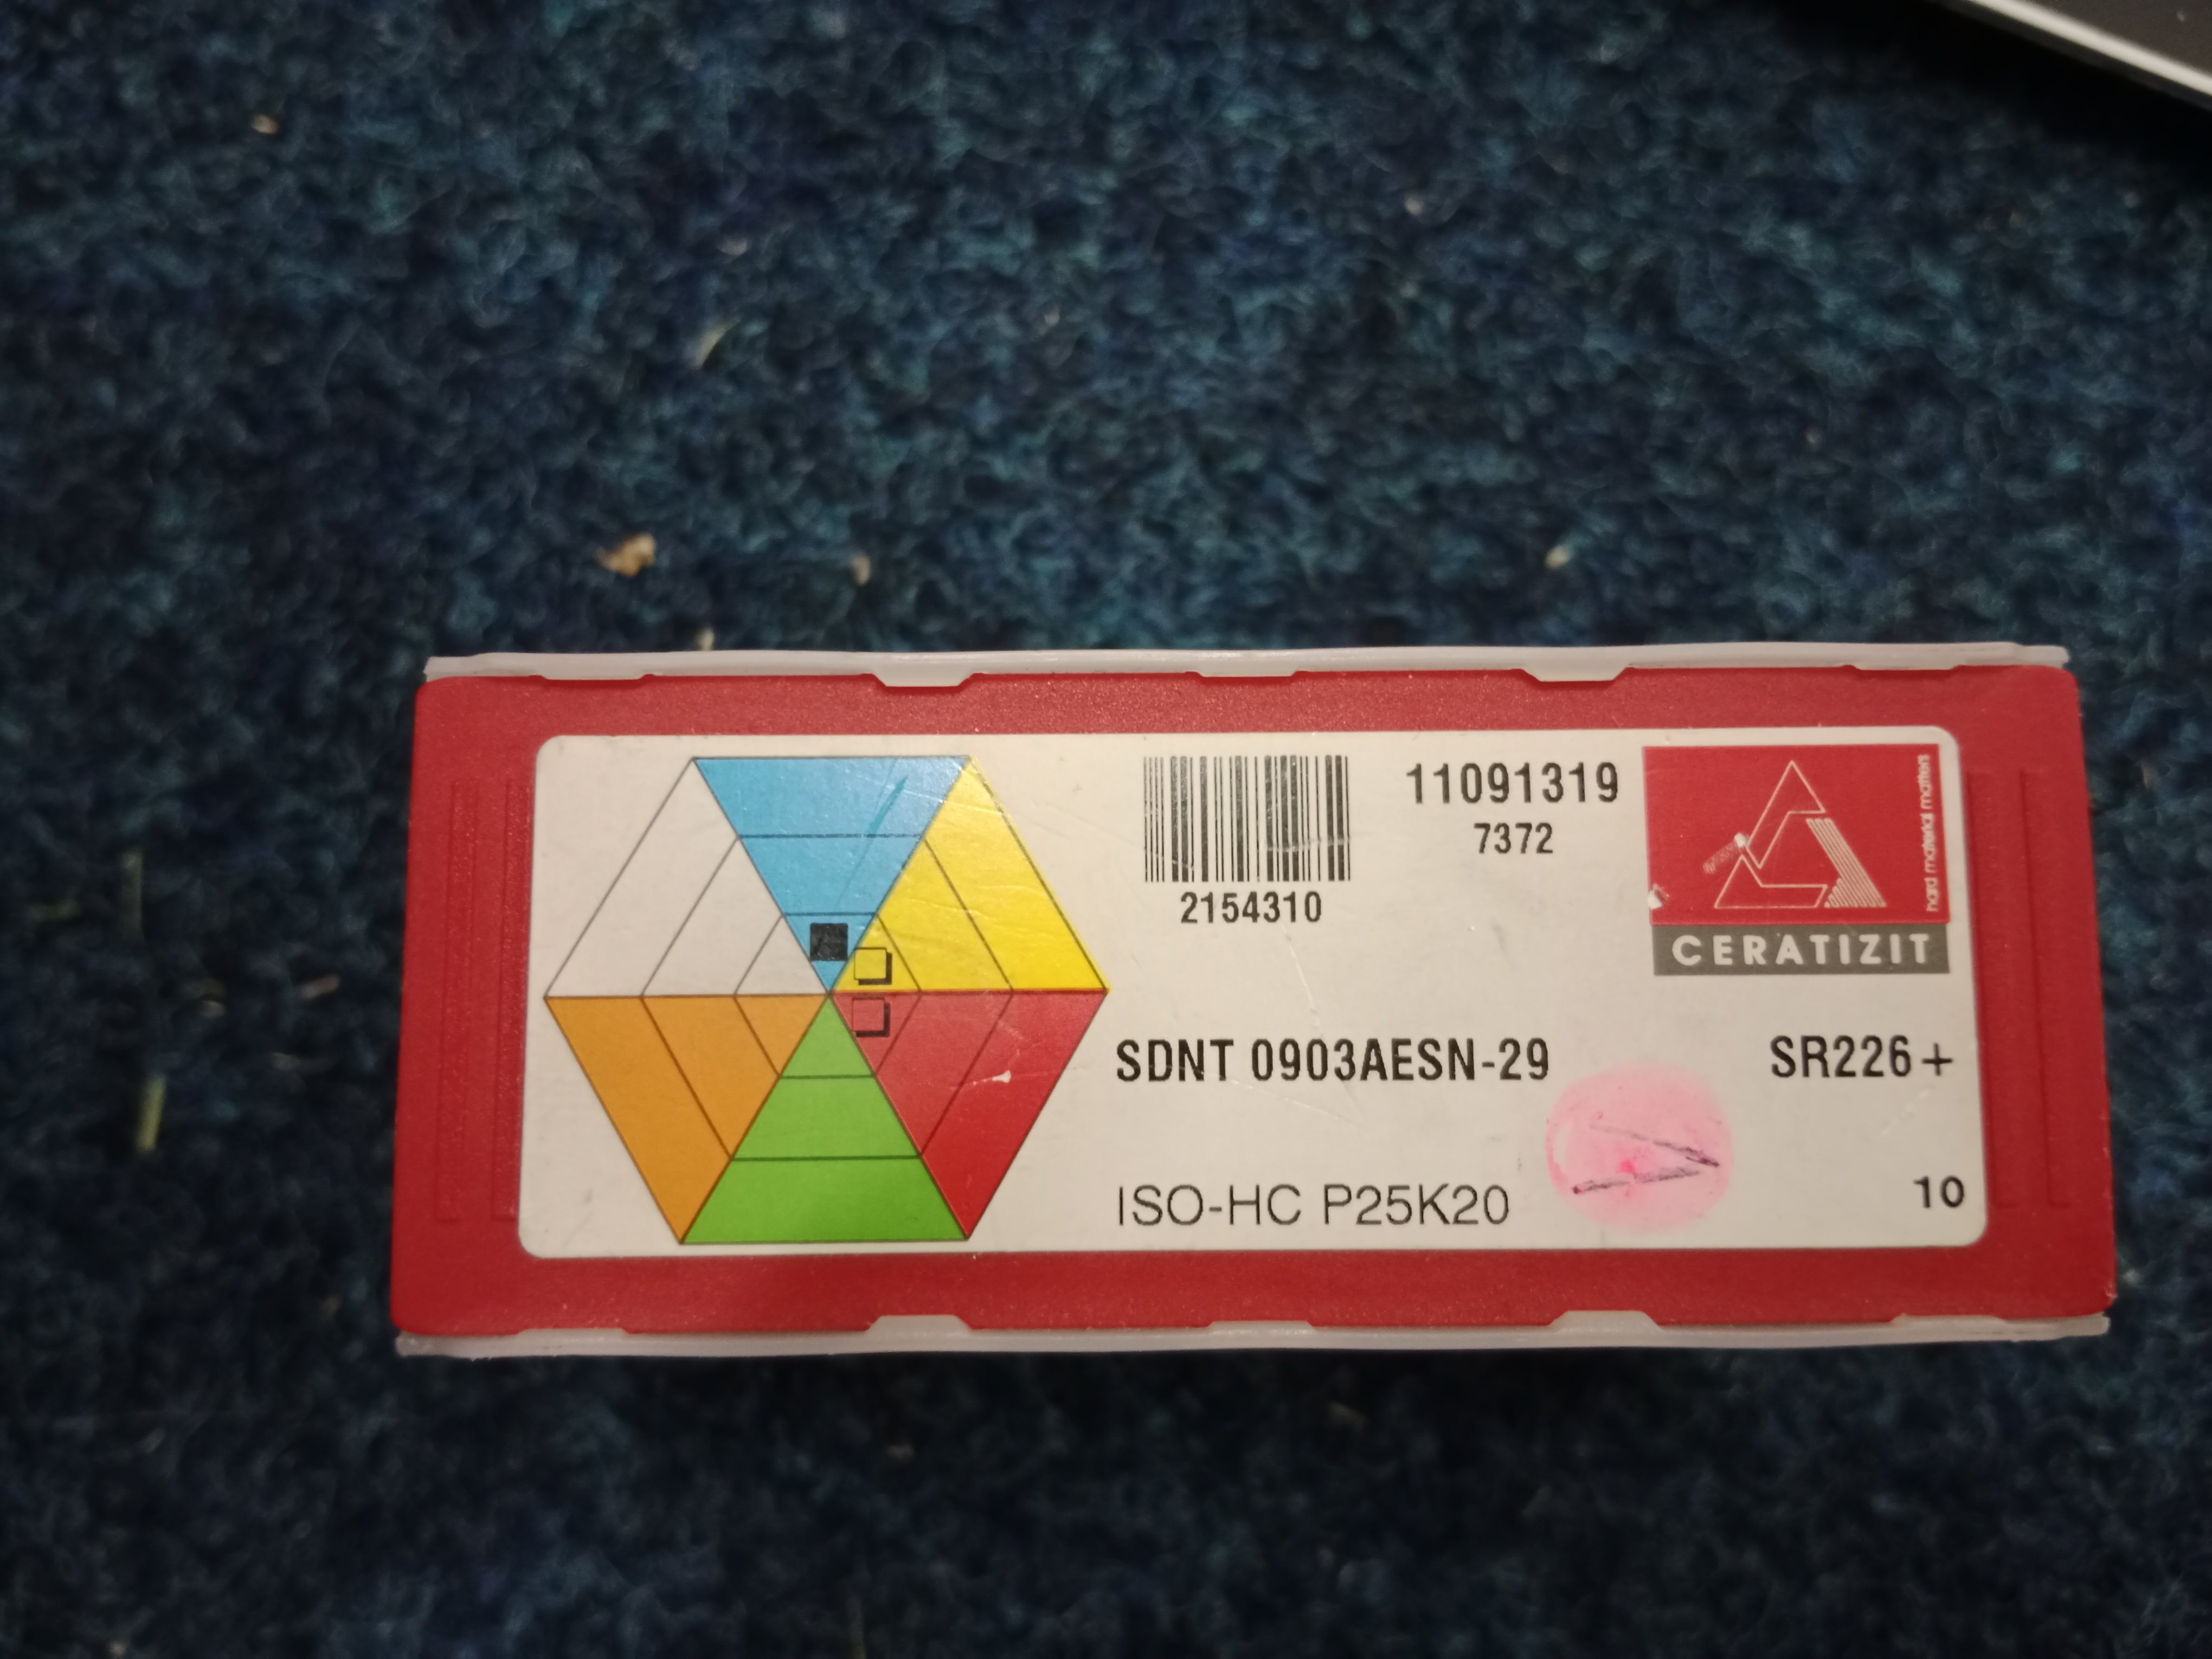 2154310
11091319
7372
hard material matters
CERATIZIT
SDNT 0903AESN-29
SR226+
ISO-HC P25K20
10